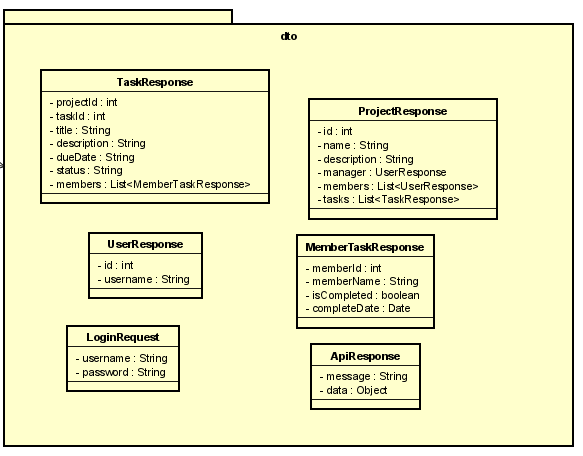 dto
TaskResponse
- projectId : int
- taskId : int
- title : String
- description : String
- dueDate : String
- status : String
- members : List<MemberTaskResponse>
ProjectResponse
- id : int
- name : String
- description : String
- manager : UserResponse
- members : List<UserResponse>
- tasks : List<TaskResponse>
UserResponse
- id : int
- username : String
MemberTaskResponse
- memberId : int
- memberName : String
- isCompleted : boolean
- completeDate : Date
LoginRequest
- username : String
- password : String
ApiResponse
- message : String
- data : Object